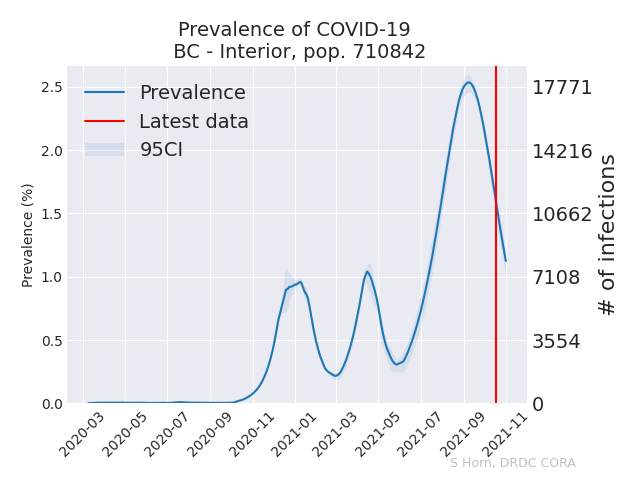 Prevalence of COVID-19
BC - Interior, pop. 710842
Prevalence
Latest data
95CI
Prevalence (%)
2.5
2.0
1.5
1.0
0.5
0.0
17771
14216
10662
7108
3554
0
# of infections
2020-03
2020-05
2020-07
2020-09
2020-11
2021-01
2021-03
2021-05
2021-07
2021-09
2021-11
S Horn, DRDC CORA